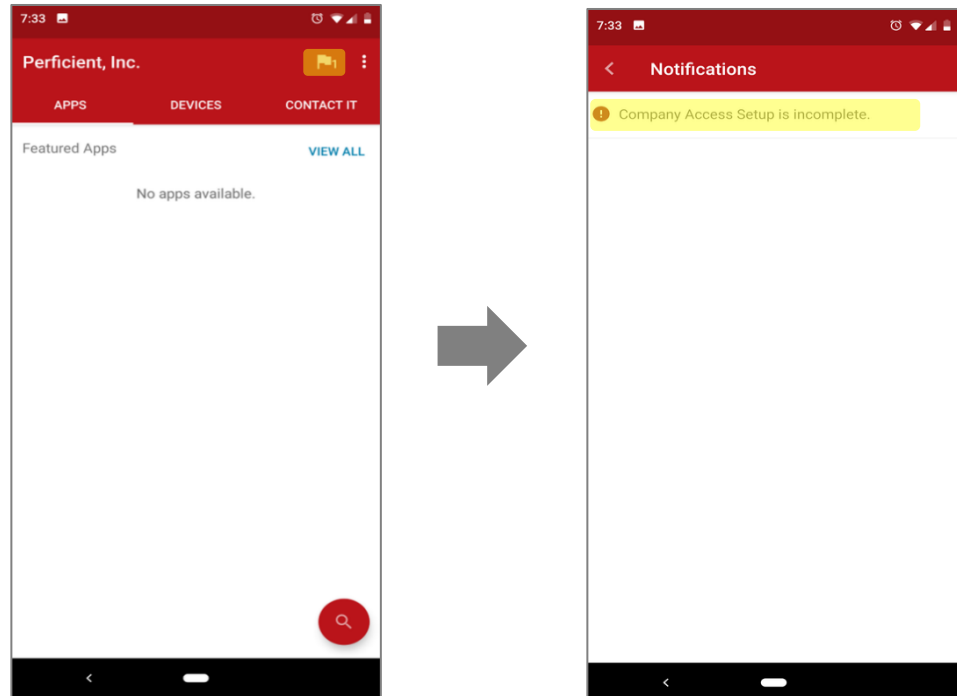 7:33
Perficient, Inc.
1
APPS DEVICES CONTACT IT
Featured Apps VIEW ALL
No apps available.
7:33
Notifications
Company Access Setup is incomplete.